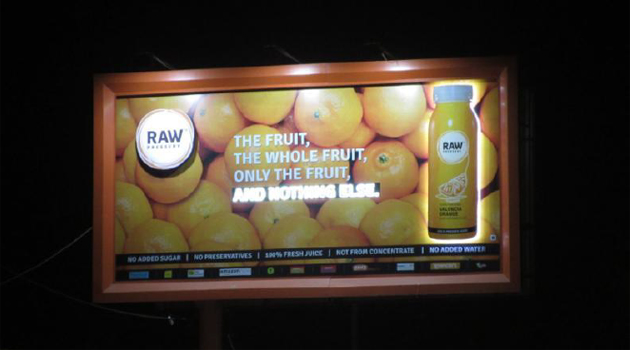 RAW
PRESSERY
THE FRUIT,
THE WHOLE FRUIT,
ONLY THE FRUIT,
AND NOTHING ELSE.
RAW
PRESSERY
VALENCIA
ORANGE
NO ADDED SUGAR | NO PRESERVATIVES | 100% FRESH JUICE | NOT FROM CONCENTRATE | NO ADDED WATER